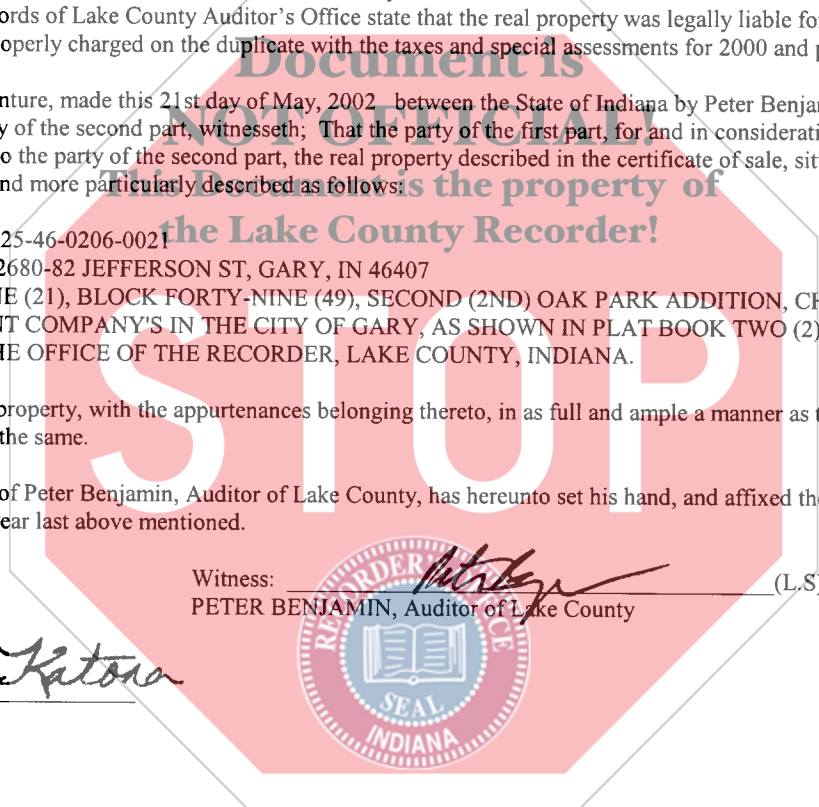 ords of Lake County Auditor's Office state that the real property was legally liable fo
operly charged on the duplicate with the taxes and special assessments for 2000 and p
Document is
nture, made this 21st day of May, 2002 between the State of Indiana by Peter Benja
NOT OFFICIAL!
y of the second part, witnesseth; That the party of the first part, for and in considerati
o the party of the second part, the real property described in the certificate of sale, sit
nd more particularly described as follows:
This Document is the property of
the Lake County Recorder!
25-46-0206-0021
2680-82 JEFFERSON ST, GARY, IN 46407
NE (21), BLOCK FORTY-NINE (49), SECOND (2ND) OAK PARK ADDITION, CH
NT COMPANY'S IN THE CITY OF GARY, AS SHOWN IN PLAT BOOK TWO (2)
HE OFFICE OF THE RECORDER, LAKE COUNTY, INDIANA.
STOP
property, with the appurtenances belonging thereto, in as full and ample a manner as t
the same.
of Peter Benjamin, Auditor of Lake County, has hereunto set his hand, and affixed the
ear last above mentioned.
Witness: (L.S
PETER BENJAMIN, Auditor of Lake County
RECORDER'S OFFICE
SEAL
INDIANA
Katona